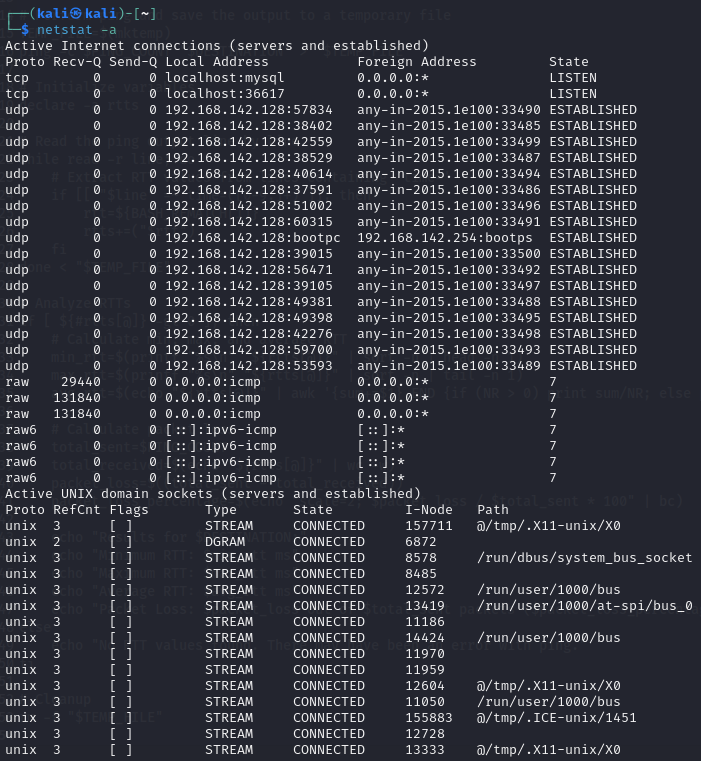 ┌──(kali㉿kali)-[~]
└─$ netstat -a
Active Internet connections (servers and established)
Proto Recv-Q Send-Q Local Address           Foreign Address         State
tcp        0      0 localhost:mysql         0.0.0.0:*               LISTEN
tcp        0      0 localhost:36617         0.0.0.0:*               LISTEN
udp        0      0 192.168.142.128:57834   any-in-2015.1e100:33490 ESTABLISHED
udp        0      0 192.168.142.128:38402   any-in-2015.1e100:33485 ESTABLISHED
udp        0      0 192.168.142.128:42559   any-in-2015.1e100:33499 ESTABLISHED
udp        0      0 192.168.142.128:38529   any-in-2015.1e100:33487 ESTABLISHED
udp        0      0 192.168.142.128:40614   any-in-2015.1e100:33494 ESTABLISHED
udp        0      0 192.168.142.128:37591   any-in-2015.1e100:33486 ESTABLISHED
udp        0      0 192.168.142.128:51002   any-in-2015.1e100:33496 ESTABLISHED
udp        0      0 192.168.142.128:60315   any-in-2015.1e100:33491 ESTABLISHED
udp        0      0 192.168.142.128:bootpc  192.168.142.254:bootps  ESTABLISHED
udp        0      0 192.168.142.128:39015   any-in-2015.1e100:33500 ESTABLISHED
udp        0      0 192.168.142.128:56471   any-in-2015.1e100:33492 ESTABLISHED
udp        0      0 192.168.142.128:39105   any-in-2015.1e100:33497 ESTABLISHED
udp        0      0 192.168.142.128:49381   any-in-2015.1e100:33488 ESTABLISHED
udp        0      0 192.168.142.128:49398   any-in-2015.1e100:33495 ESTABLISHED
udp        0      0 192.168.142.128:42276   any-in-2015.1e100:33498 ESTABLISHED
udp        0      0 192.168.142.128:59700   any-in-2015.1e100:33493 ESTABLISHED
udp        0      0 192.168.142.128:53593   any-in-2015.1e100:33489 ESTABLISHED
raw    29440      0 0.0.0.0:icmp            0.0.0.0:*               7
raw   131840      0 0.0.0.0:icmp            0.0.0.0:*               7
raw   131840      0 0.0.0.0:icmp            0.0.0.0:*               7
raw6       0      0 [::]:ipv6-icmp          [::]:*                  7
raw6       0      0 [::]:ipv6-icmp          [::]:*                  7
raw6       0      0 [::]:ipv6-icmp          [::]:*                  7
raw6       0      0 [::]:ipv6-icmp          [::]:*                  7
Active UNIX domain sockets (servers and established)
Proto RefCnt Flags       Type       State         I-Node   Path
unix  3      [ ]         STREAM     CONNECTED     157711   @/tmp/.X11-unix/X0
unix  2      [ ]         DGRAM                    6872
unix  3      [ ]         STREAM     CONNECTED     8578     /run/dbus/system_bus_socket
unix  3      [ ]         STREAM     CONNECTED     8485
unix  3      [ ]         STREAM     CONNECTED     12572    /run/user/1000/bus
unix  3      [ ]         STREAM     CONNECTED     13419    /run/user/1000/at-spi/bus_0
unix  3      [ ]         STREAM     CONNECTED     11186
unix  3      [ ]         STREAM     CONNECTED     14424    /run/user/1000/bus
unix  3      [ ]         STREAM     CONNECTED     11970
unix  3      [ ]         STREAM     CONNECTED     11959
unix  3      [ ]         STREAM     CONNECTED     12604    @/tmp/.X11-unix/X0
unix  3      [ ]         STREAM     CONNECTED     11050    /run/user/1000/bus
unix  3      [ ]         STREAM     CONNECTED     155883   @/tmp/.ICE-unix/1451
unix  3      [ ]         STREAM     CONNECTED     12728
unix  3      [ ]         STREAM     CONNECTED     13333    @/tmp/.X11-unix/X0